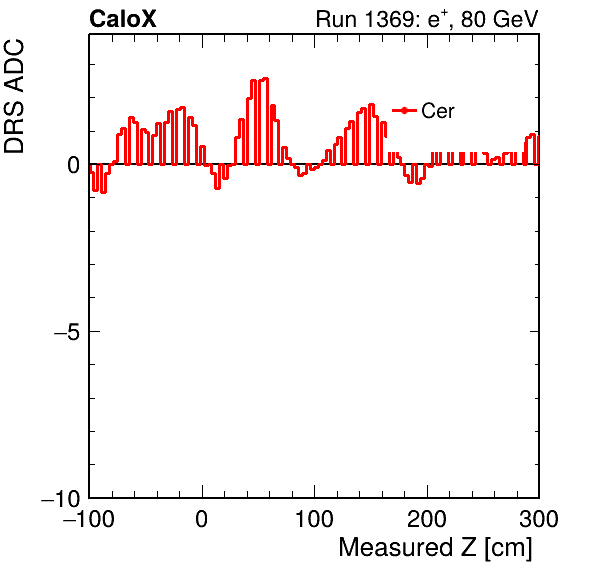 CaloX Run 1369: e⁺, 80 GeV
DRS ADC
Cer
0
−5
−10
−100 0 100 200 300
Measured Z [cm]